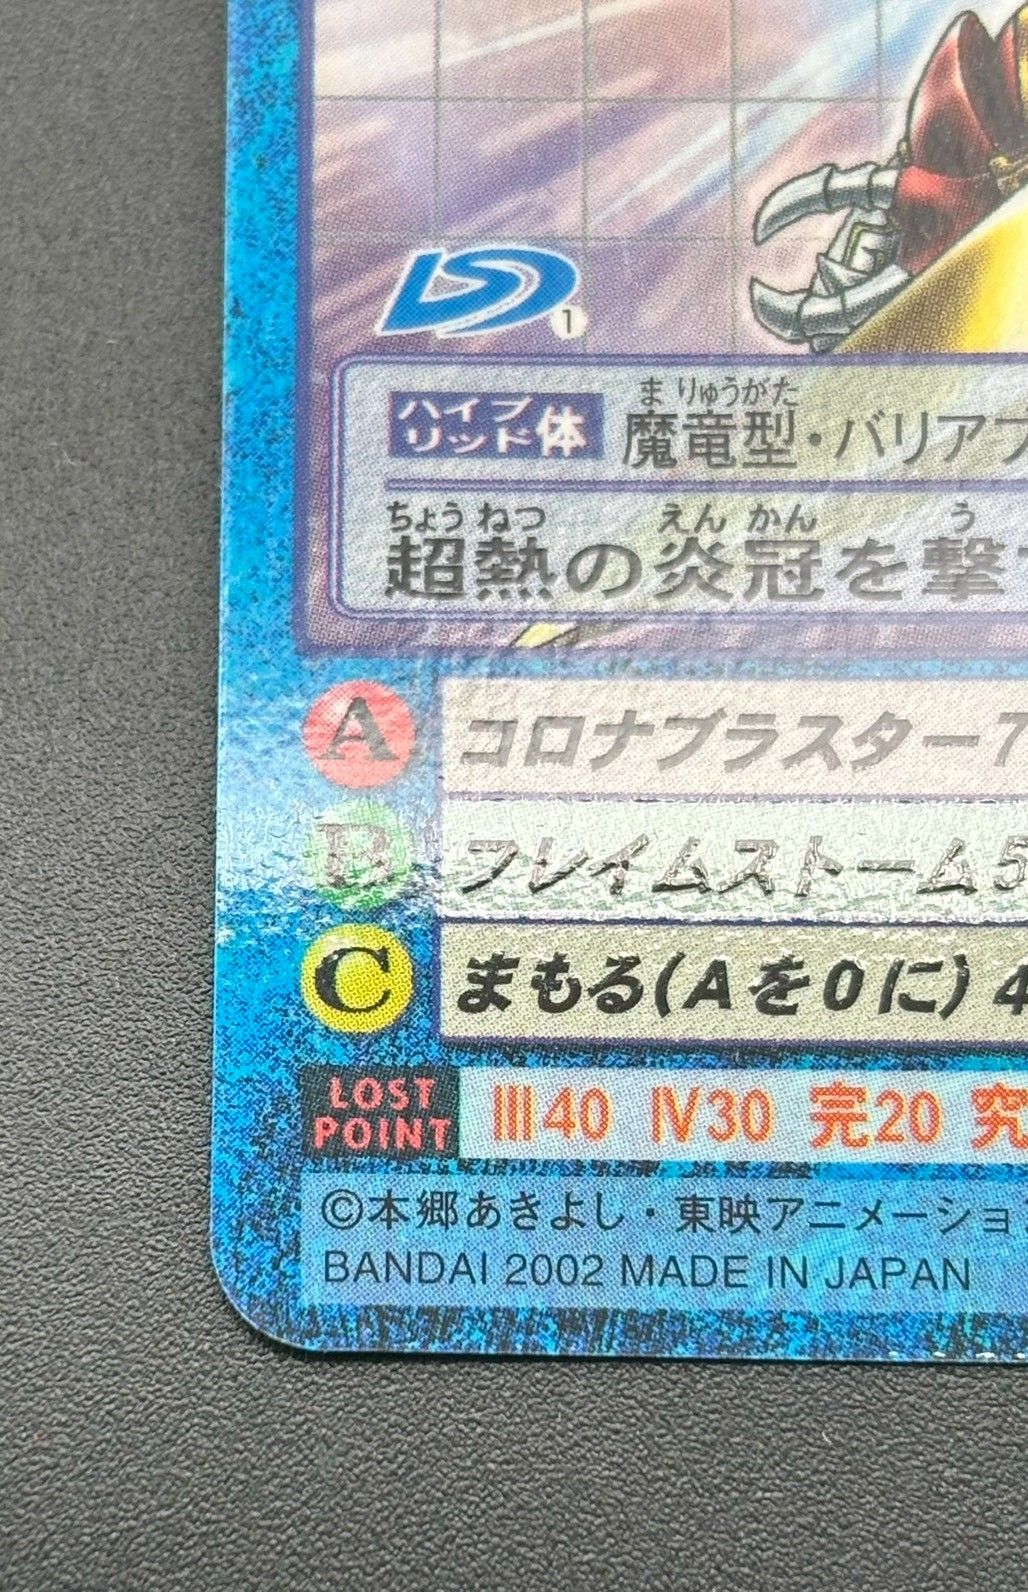 1
ハイブリッド体 魔竜型・バリアブ
まりゅうがた
ちょうねつ えんかん う
超熱の炎冠を撃
A コロナブラスター 7
B フレイムストーム 5
C まもる(Aを0に) 4
LOST POINT III40 IV30 完20 究
©本郷あきよし・東映アニメーショ
BANDAI 2002 MADE IN JAPAN